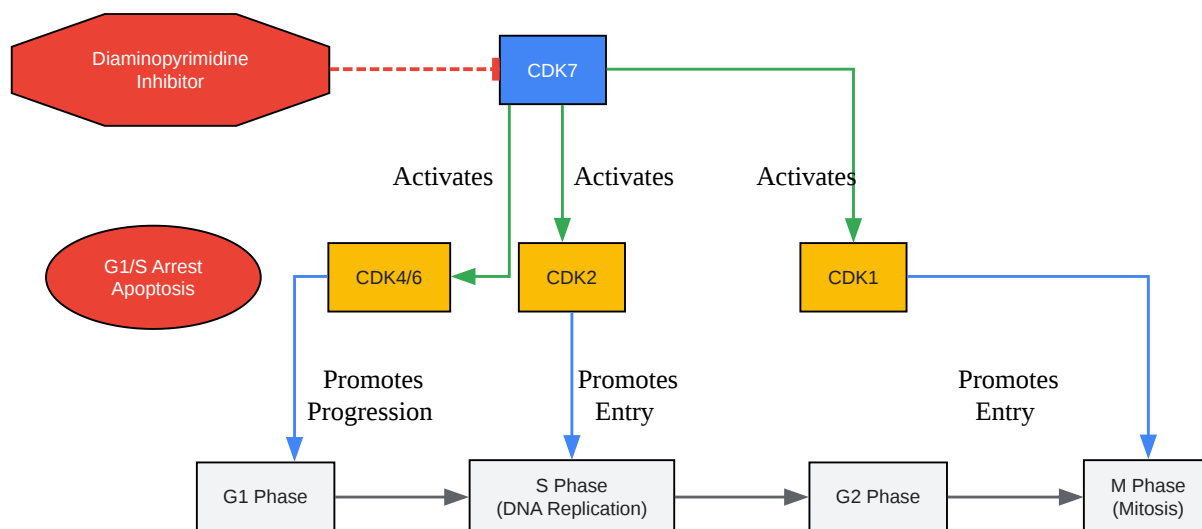 Diaminopyrimidine
Inhibitor
CDK7
Activates
Activates
Activates
G1/S Arrest
Apoptosis
CDK4/6
CDK2
CDK1
Promotes
Progression
Promotes
Entry
Promotes
Entry
G1 Phase
S Phase
(DNA Replication)
G2 Phase
M Phase
(Mitosis)